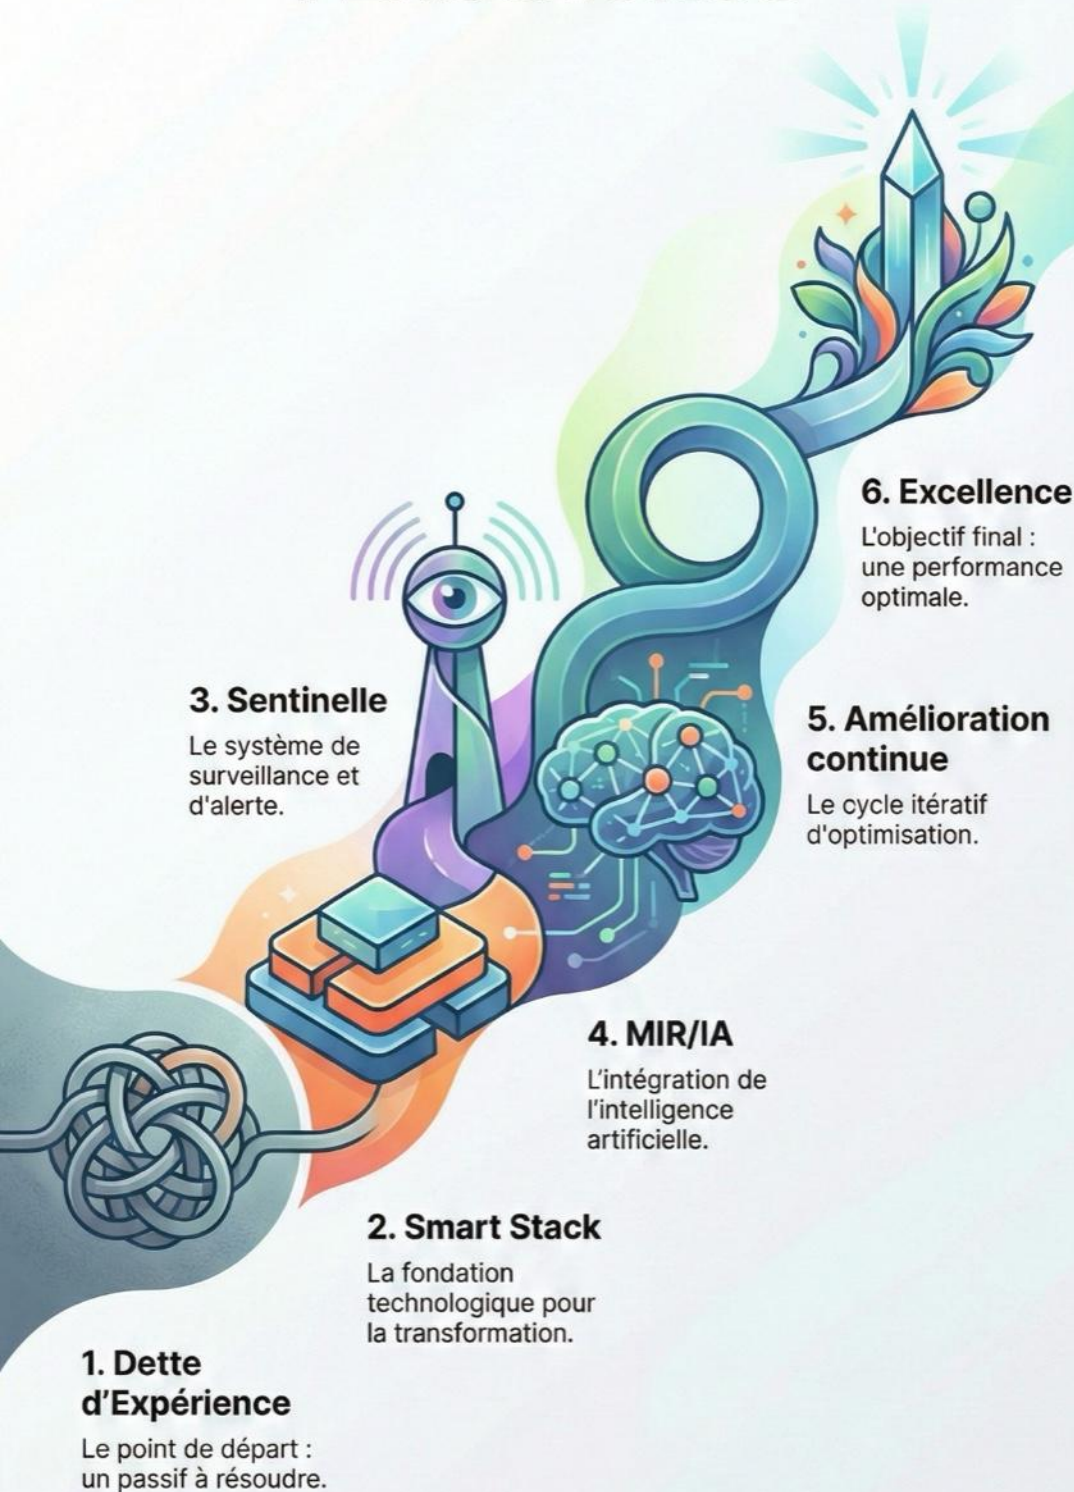 6. Excellence
L'objectif final :
une performance
optimale.
3. Sentinelle
Le système de
surveillance et
d'alerte.
5. Amélioration
continue
Le cycle itératif
d'optimisation.
4. MIR/IA
L’intégration de
l’intelligence
artificielle.
2. Smart Stack
La fondation
technologique pour
la transformation.
1. Dette
d’Expérience
Le point de départ :
un passif à résoudre.